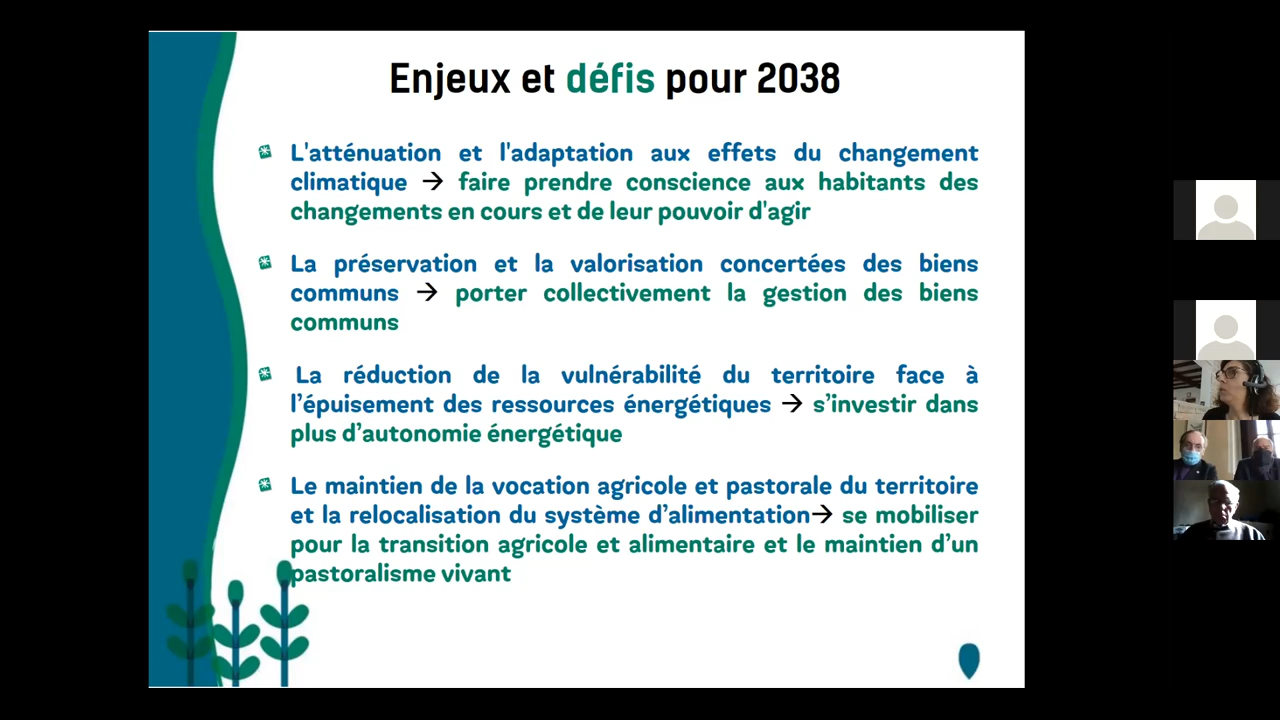 Enjeux et défis pour 2038
L'atténuation et l'adaptation aux effets du changement
climatique → faire prendre conscience aux habitants des
changements en cours et de leur pouvoir d'agir
La préservation et la valorisation concertées des biens
communs → porter collectivement la gestion des biens
communs
La réduction de la vulnérabilité du territoire face à
l’épuisement des ressources énergétiques → s’investir dans
plus d’autonomie énergétique
Le maintien de la vocation agricole et pastorale du territoire
et la relocalisation du système d’alimentation→ se mobiliser
pour la transition agricole et alimentaire et le maintien d’un
pastoralisme vivant